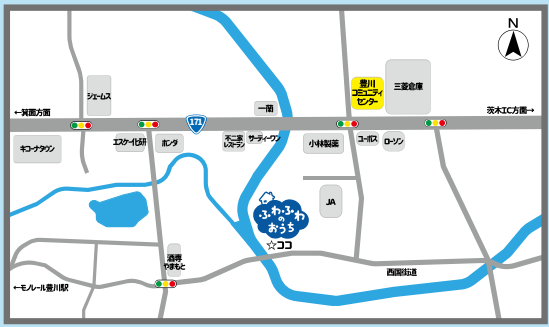 N
ジェームス
豊川
コミュニティ
センター
三菱倉庫
一蘭
←箕面方面
171
茨木IC方面→
キコーナタウン
エスケー化研
ホンダ
不二家
レストラン
サーティーワン
小林製薬
ユーポス
ローソン
JA
ふわふわ
の
おうち
☆ココ
酒専
やまもと
西国街道
←モノレール豊川駅